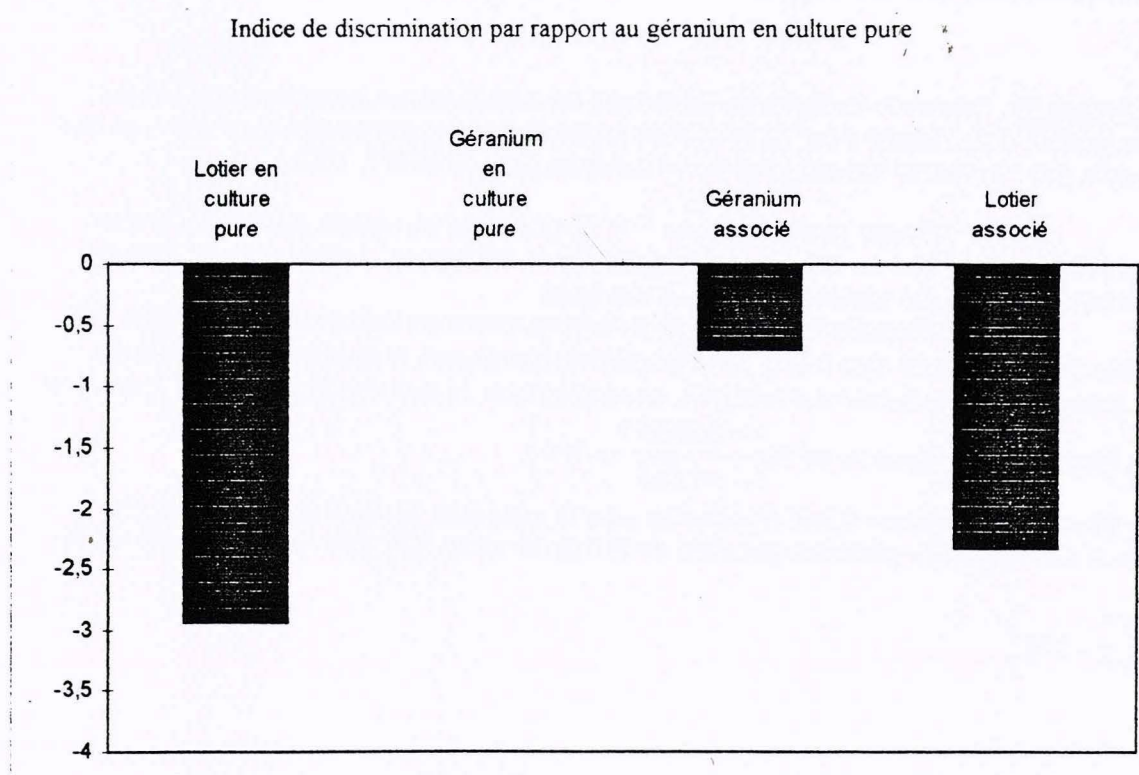 Indice de discrimination par rapport au géranium en culture pure
Lotier en
culture
pure
Géranium
en
culture
pure
Géranium
associé
Lotier
associé
0
-0,5
-1
-1,5
-2
-2,5
-3
-3,5
-4